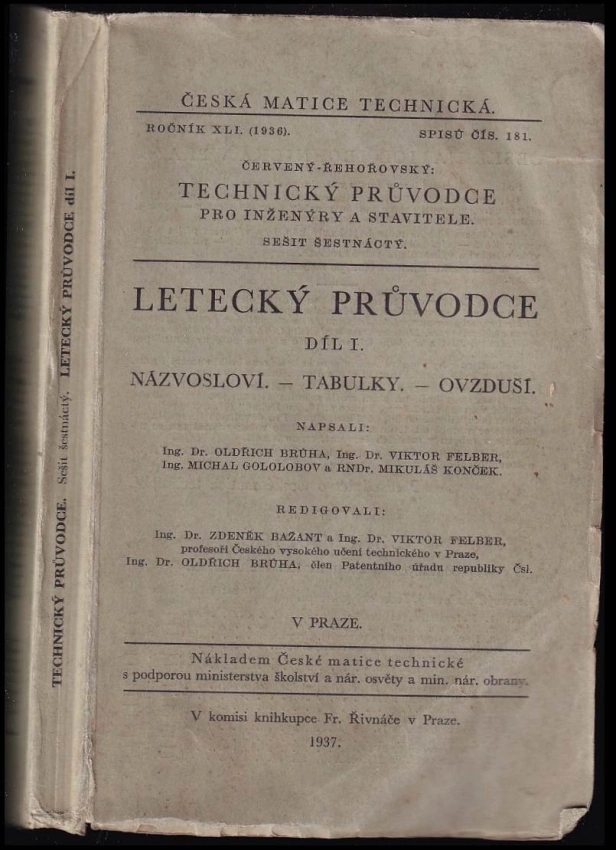 TECHNICKÝ PRŮVODCE. Sešit šestnáctý. LETECKÝ PRŮVODCE díl I.
ČESKÁ MATICE TECHNICKÁ.
ROČNÍK XLI. (1936). SPISŮ ČÍS. 181.
ČERVENÝ-ŘEHOŘOVSKÝ:
TECHNICKÝ PRŮVODCE
PRO INŽENÝRY A STAVITELE.
SEŠIT ŠESTNÁCTÝ.
LETECKÝ PRŮVODCE
DÍL I.
NÁZVOSLOVÍ. — TABULKY. — OVZDUŠÍ.
NAPSALI:
Ing. Dr. OLDŘICH BRŮHA, Ing. Dr. VIKTOR FELBER,
Ing. MICHAL GOLOLOBOV a RNDr. MIKULÁŠ KONČEK.
REDIGOVALI:
Ing. Dr. ZDENĚK BAŽANT a Ing. Dr. VIKTOR FELBER,
profesoři Českého vysokého učení technického v Praze,
Ing. Dr. OLDŘICH BRŮHA, člen Patentního úřadu republiky Čsl.
V PRAZE.
Nákladem České matice technické
s podporou ministerstva školství a nár. osvěty a min. nár. obrany.
V komisi knihkupce Fr. Řivnáče v Praze.
1937.